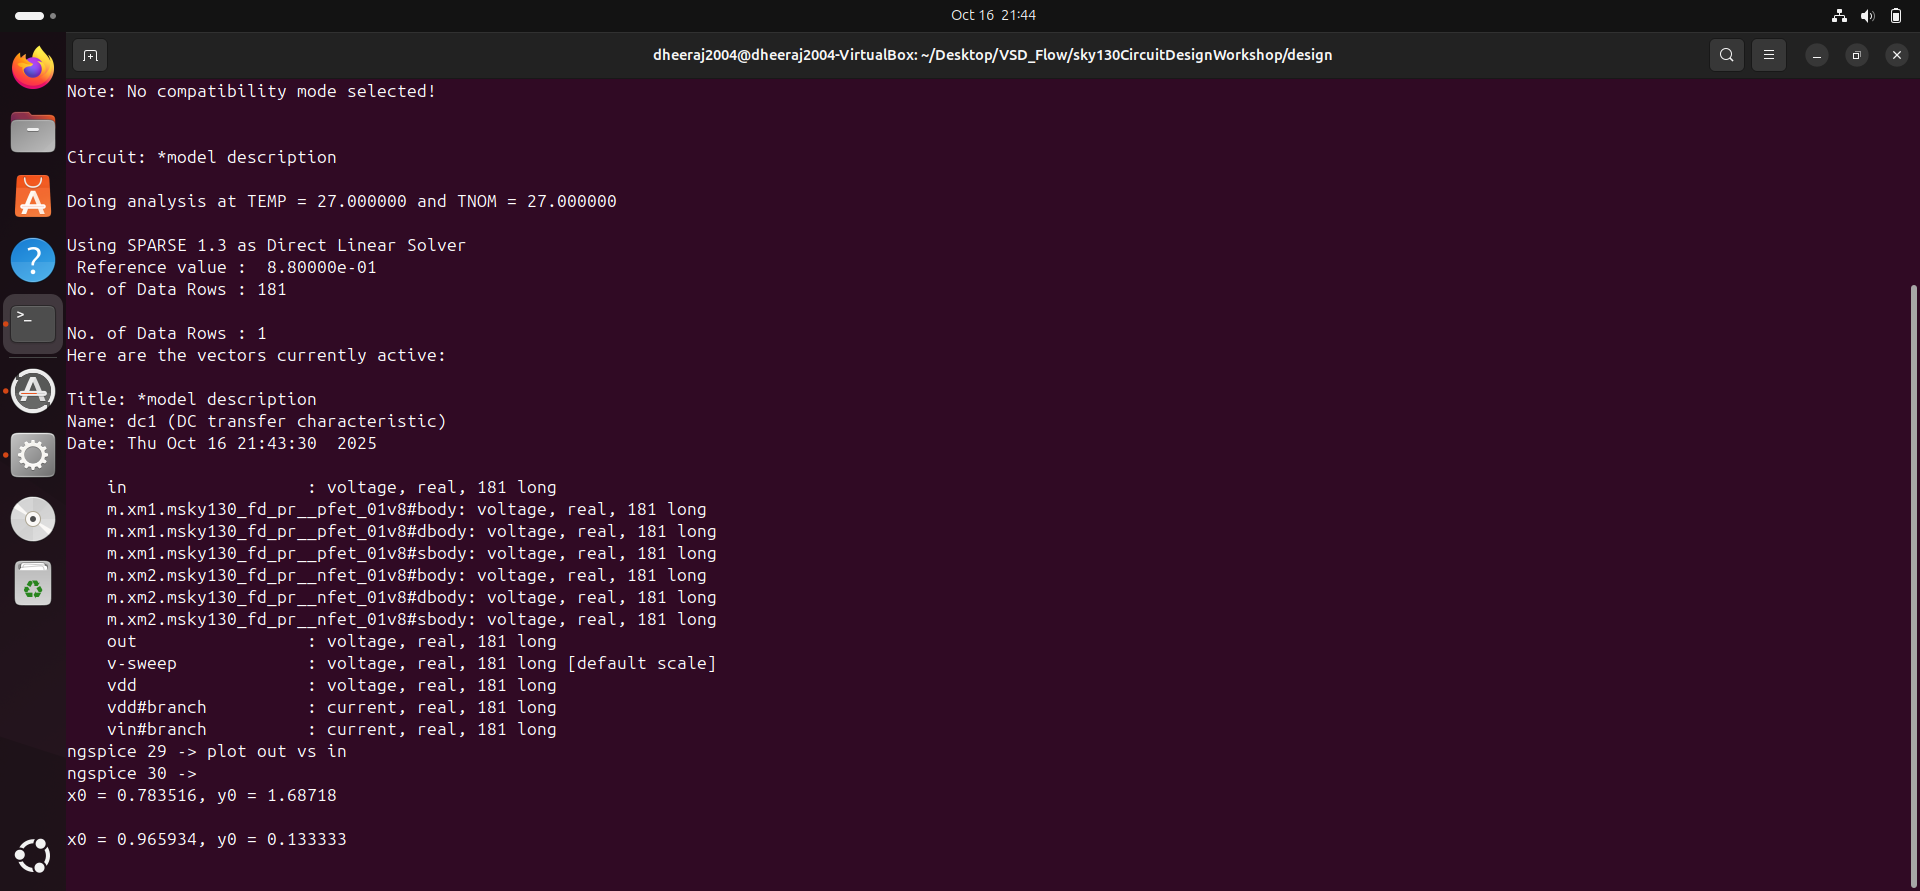 Oct 16 21:44
dheeraj2004@dheeraj2004-VirtualBox: ~/Desktop/VSD_Flow/sky130CircuitDesignWorkshop/design
Note: No compatibility mode selected!
Circuit: *model description
Doing analysis at TEMP = 27.000000 and TNOM = 27.000000
Using SPARSE 1.3 as Direct Linear Solver
Reference value :  8.80000e-01
No. of Data Rows : 181
No. of Data Rows : 1
Here are the vectors currently active:
Title: *model description
Name: dc1 (DC transfer characteristic)
Date: Thu Oct 16 21:43:30  2025
in                  : voltage, real, 181 long
m.xm1.msky130_fd_pr__pfet_01v8#body: voltage, real, 181 long
m.xm1.msky130_fd_pr__pfet_01v8#dbody: voltage, real, 181 long
m.xm1.msky130_fd_pr__pfet_01v8#sbody: voltage, real, 181 long
m.xm2.msky130_fd_pr__nfet_01v8#body: voltage, real, 181 long
m.xm2.msky130_fd_pr__nfet_01v8#dbody: voltage, real, 181 long
m.xm2.msky130_fd_pr__nfet_01v8#sbody: voltage, real, 181 long
out                 : voltage, real, 181 long
v-sweep             : voltage, real, 181 long [default scale]
vdd                 : voltage, real, 181 long
vdd#branch          : current, real, 181 long
vin#branch          : current, real, 181 long
ngspice 29 -> plot out vs in
ngspice 30 ->
x0 = 0.783516, y0 = 1.68718
x0 = 0.965934, y0 = 0.133333